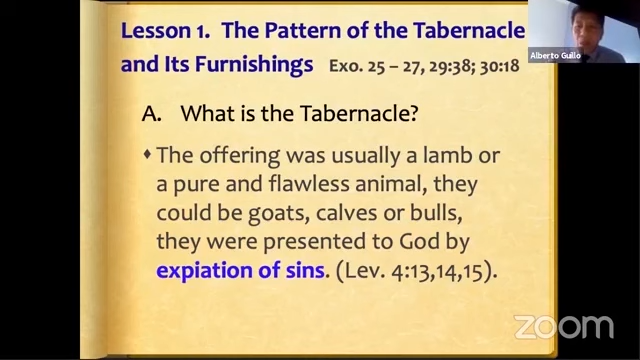 Lesson 1. The Pattern of the Tabernacle
and Its Furnishings Exo. 25 – 27, 29:38; 30:18
Alberto Guilo
A. What is the Tabernacle?
The offering was usually a lamb or
a pure and flawless animal, they
could be goats, calves or bulls,
they were presented to God by
expiation of sins. (Lev. 4:13,14,15).
zoom